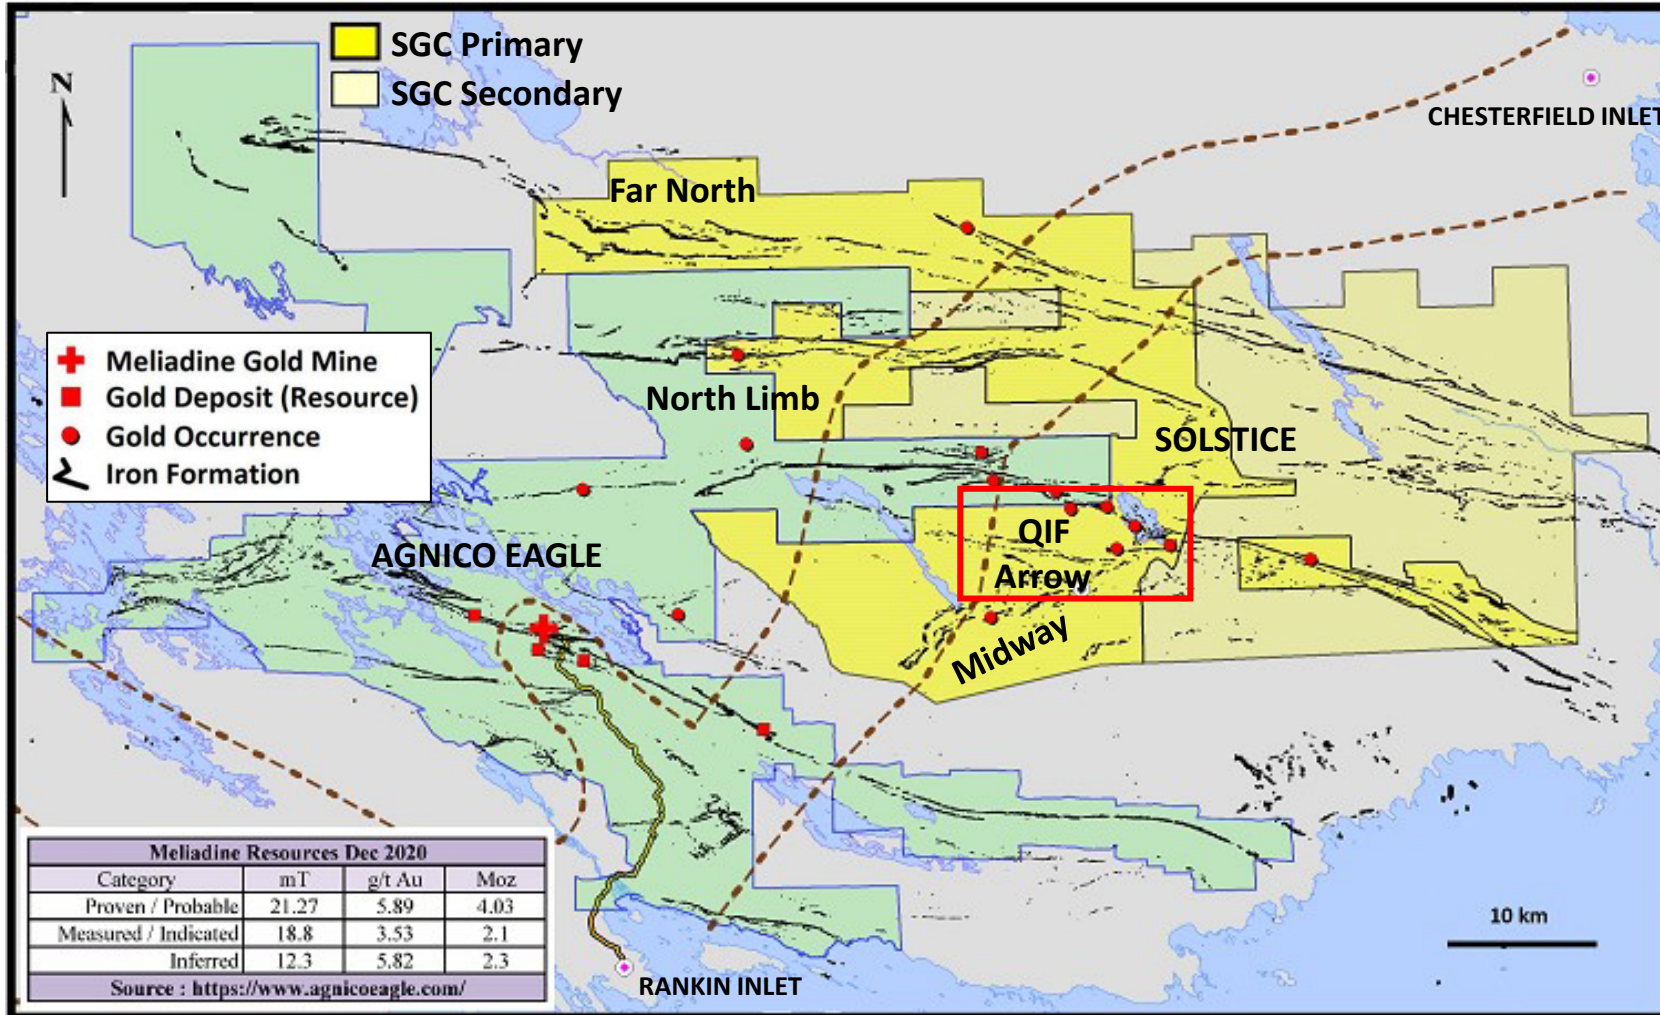 SGC Primary
SGC Secondary
N
CHESTERFIELD INLET
Far North
Meliadine Gold Mine
Gold Deposit (Resource)
Gold Occurrence
Iron Formation
North Limb
SOLSTICE
AGNICO EAGLE
QIF
Arrow
Midway
Meliadine Resources Dec 2020
Category mT g/t Au Moz
Proven / Probable 21.27 5.89 4.03
Measured / Indicated 18.8 3.53 2.1
Inferred 12.3 5.82 2.3
Source : https://www.agnicoeagle.com/
10 km
RANKIN INLET